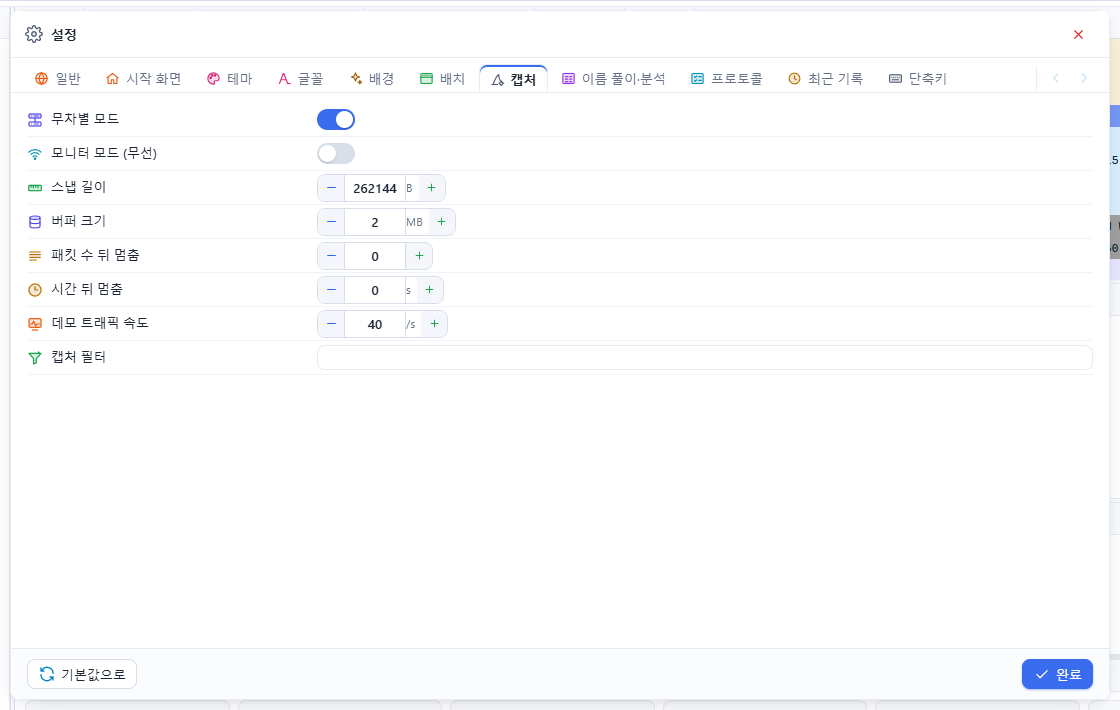 설정
일반 시작 화면 테마 글꼴 배경 배치 캡처 이름 풀이·분석 프로토콜 최근 기록 단축키
무차별 모드
모니터 모드 (무선)
스냅 길이 − 262144 B +
버퍼 크기 − 2 MB +
패킷 수 뒤 멈춤 − 0 +
시간 뒤 멈춤 − 0 s +
데모 트래픽 속도 − 40 /s +
캡처 필터
기본값으로 완료